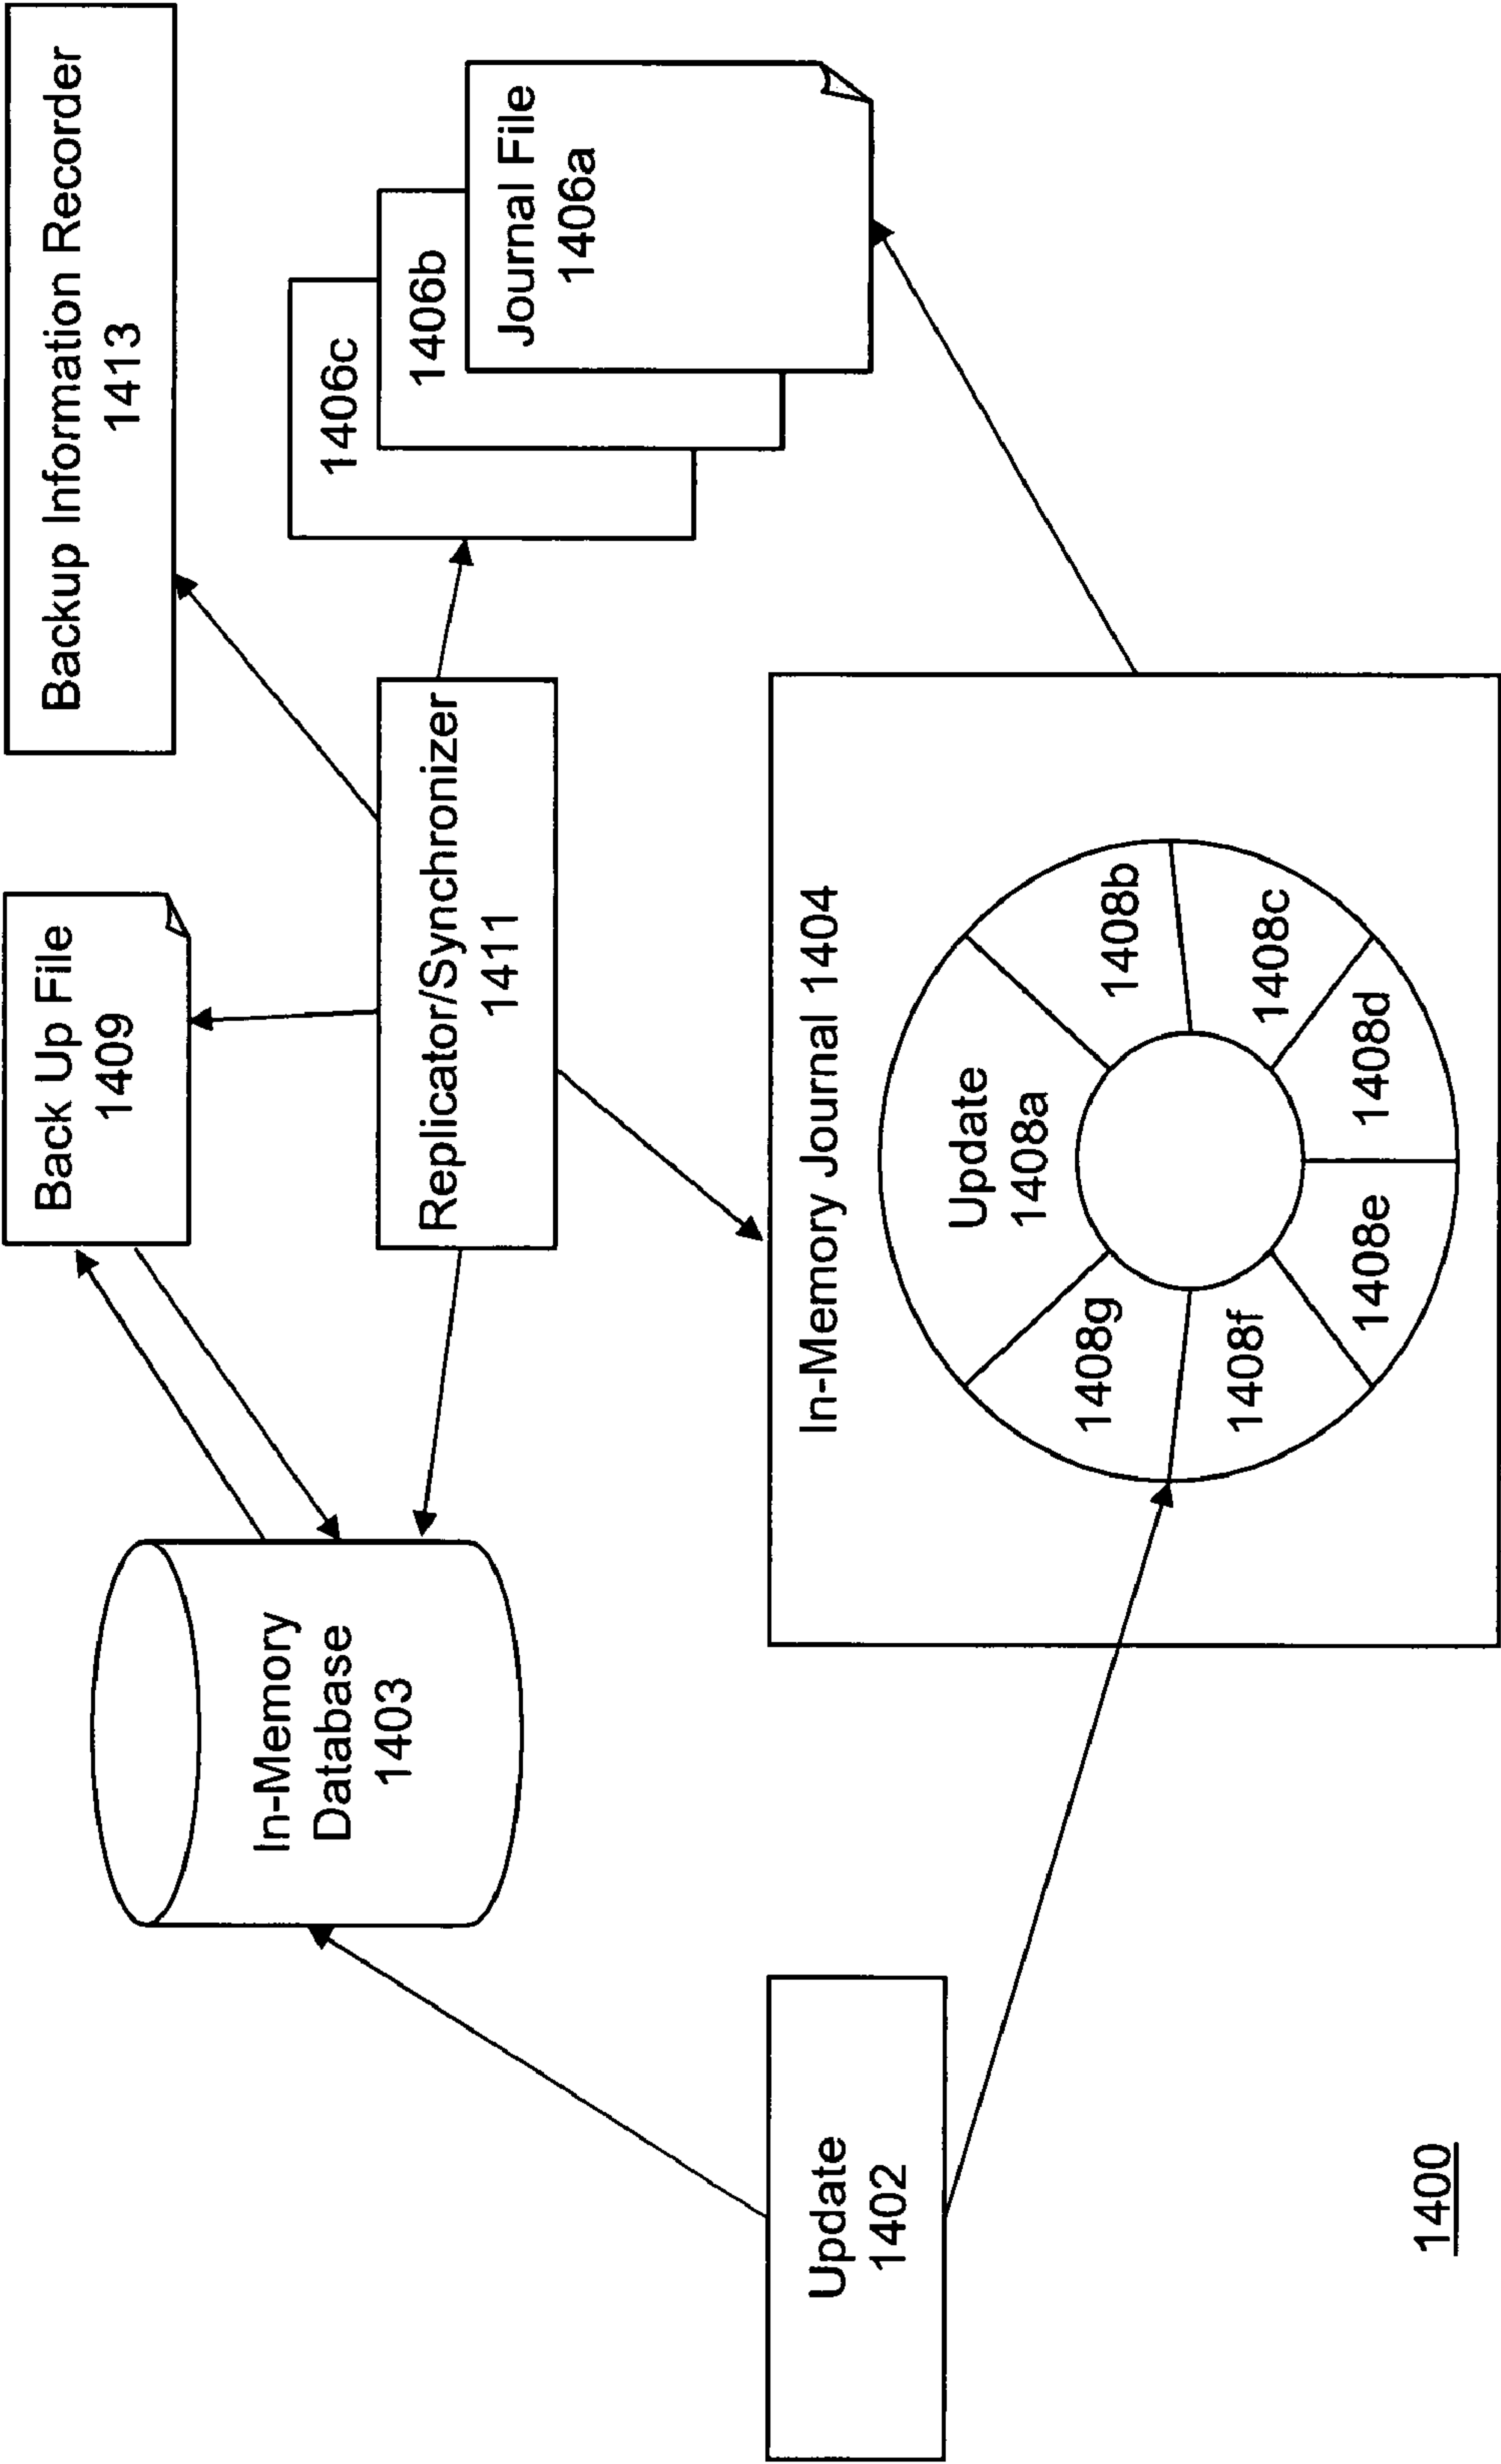 Back Up File
1409
Backup Information Recorder
1413
In-Memory
Database
1403
Replicator/Synchronizer
1411
1406c
1406b
Journal File
1406a
Update
1402
In-Memory Journal 1404
Update
1408a
1408b
1408c
1408d
1408e
1408f
1408g
1400